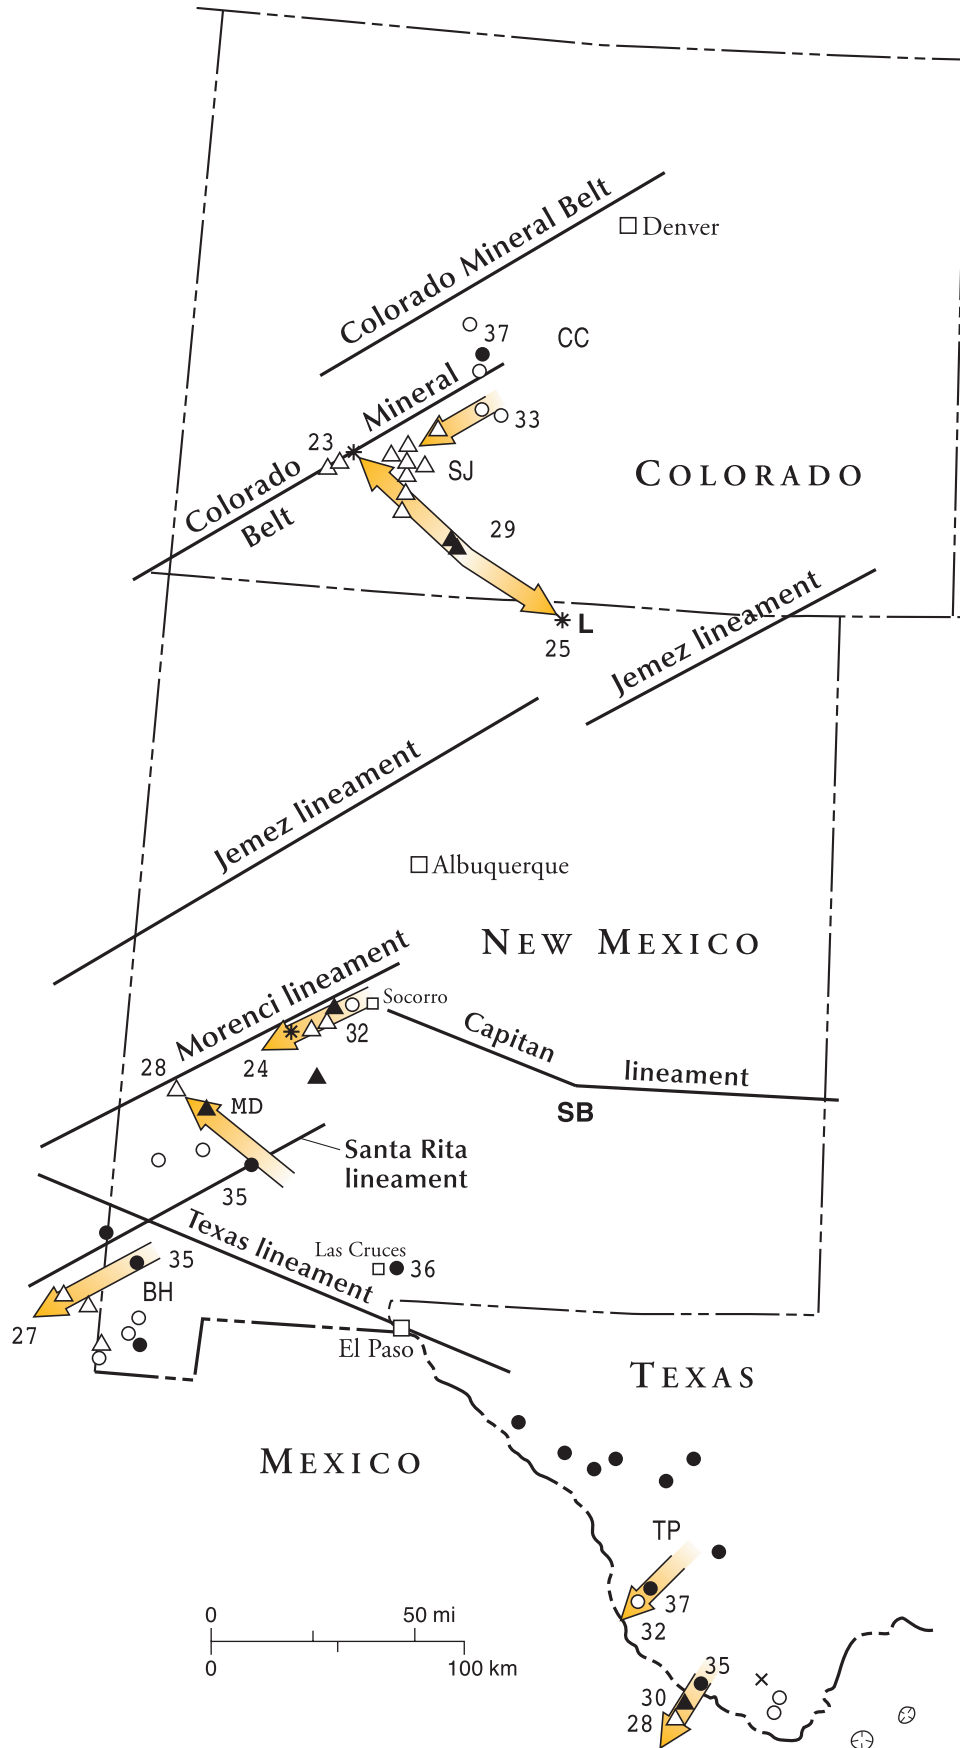 Colorado Mineral Belt
Denver
37
CC
Mineral
33
23
SJ
COLORADO
Colorado
Belt
29
L
25
Jemez lineament
Jemez lineament
Albuquerque
NEW MEXICO
Morenci lineament
Socorro
32
Capitan
24
28
lineament
MD
SB
Santa Rita
lineament
35
Texas lineament
Las Cruces
35
36
BH
27
El Paso
TEXAS
MEXICO
TP
37
0 50 mi
32
0 100 km
35
30
28